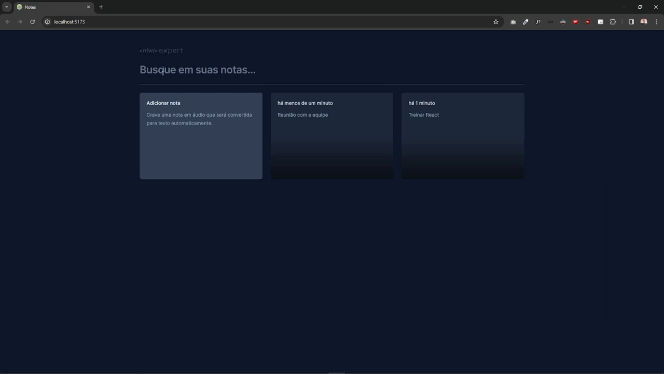 Notes
localhost:5173
<nlw> expert
Busque em suas notas...
Adicionar nota
Grave uma nota em áudio que será convertida
para texto automaticamente.
há menos de um minuto
Reunião com a equipe
há 1 minuto
Treinar React